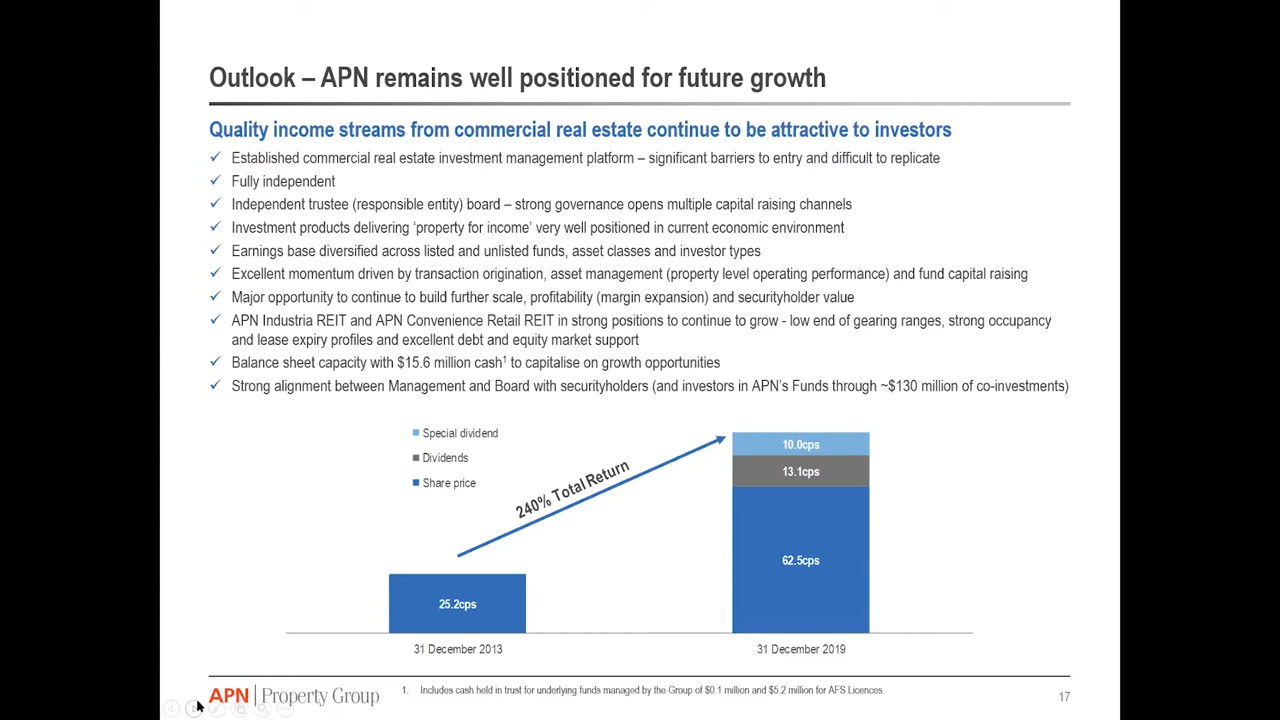 Outlook – APN remains well positioned for future growth
Quality income streams from commercial real estate continue to be attractive to investors
✓ Established commercial real estate investment management platform – significant barriers to entry and difficult to replicate
✓ Fully independent
✓ Independent trustee (responsible entity) board – strong governance opens multiple capital raising channels
✓ Investment products delivering ‘property for income’ very well positioned in current economic environment
✓ Earnings base diversified across listed and unlisted funds, asset classes and investor types
✓ Excellent momentum driven by transaction origination, asset management (property level operating performance) and fund capital raising
✓ Major opportunity to continue to build further scale, profitability (margin expansion) and securityholder value
✓ APN Industria REIT and APN Convenience Retail REIT in strong positions to continue to grow - low end of gearing ranges, strong occupancy
and lease expiry profiles and excellent debt and equity market support
✓ Balance sheet capacity with $15.6 million cash¹ to capitalise on growth opportunities
✓ Strong alignment between Management and Board with securityholders (and investors in APN’s Funds through ~$130 million of co-investments)
Special dividend
Dividends
Share price
240% Total Return
10.0cps
13.1cps
62.5cps
25.2cps
31 December 2013
31 December 2019
1. Includes cash held in trust for underlying funds managed by the Group of $0.1 million and $5.2 million for AFS Licences.
APN | Property Group
17